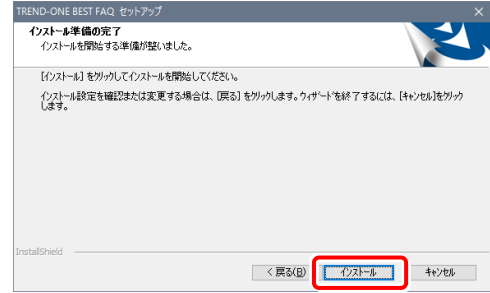 TREND-ONE BEST FAQ セットアップ
インストール準備の完了
インストールを開始する準備が整いました。
[インストール] をクリックしてインストールを開始してください。
インストール設定を確認または変更する場合は、[戻る] をクリックします。ウィザードを終了するには、[キャンセル]をクリック
します。
InstallShield
< 戻る(B)
インストール
キャンセル